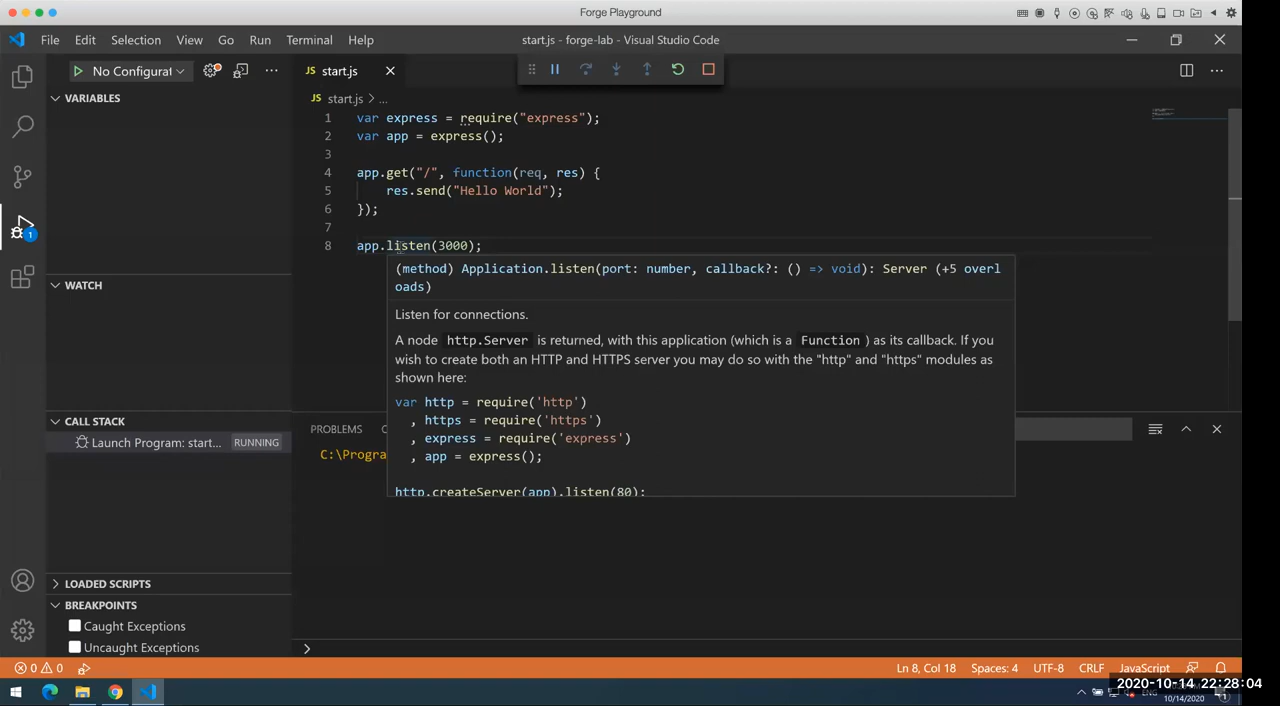 Forge Playground
File Edit Selection View Go Run Terminal Help
start.js - forge-lab - Visual Studio Code
No Configurat
JS start.js
VARIABLES
JS start.js > ...
1 var express = require("express");
2 var app = express();
3
4 app.get("/", function(req, res) {
5 res.send("Hello World");
6 });
7
8 app.listen(3000);
(method) Application.listen(port: number, callback?: () => void): Server (+5 overl
oads)
WATCH
Listen for connections.
A node http.Server is returned, with this application (which is a Function) as its callback. If you
wish to create both an HTTP and HTTPS server you may do so with the "http" and "https" modules as
shown here:
var http = require('http')
, https = require('https')
, express = require('express')
, app = express();
http.createServer(app).listen(80);
CALL STACK
Launch Program: start... RUNNING
PROBLEMS
C:\Progra
LOADED SCRIPTS
BREAKPOINTS
Caught Exceptions
Uncaught Exceptions
1
0 0
Ln 8, Col 18 Spaces: 4 UTF-8 CRLF JavaScript
2020-10-14 22:28:04
ENG
10/14/2020